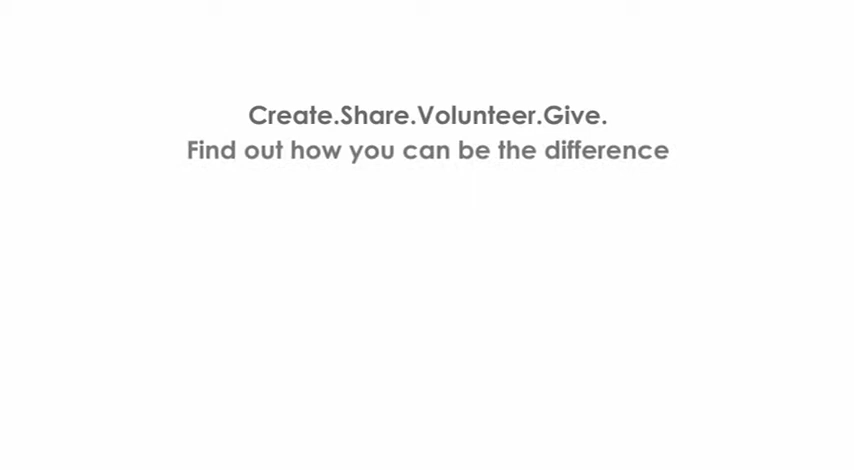 Create.Share.Volunteer.Give.
Find out how you can be the difference